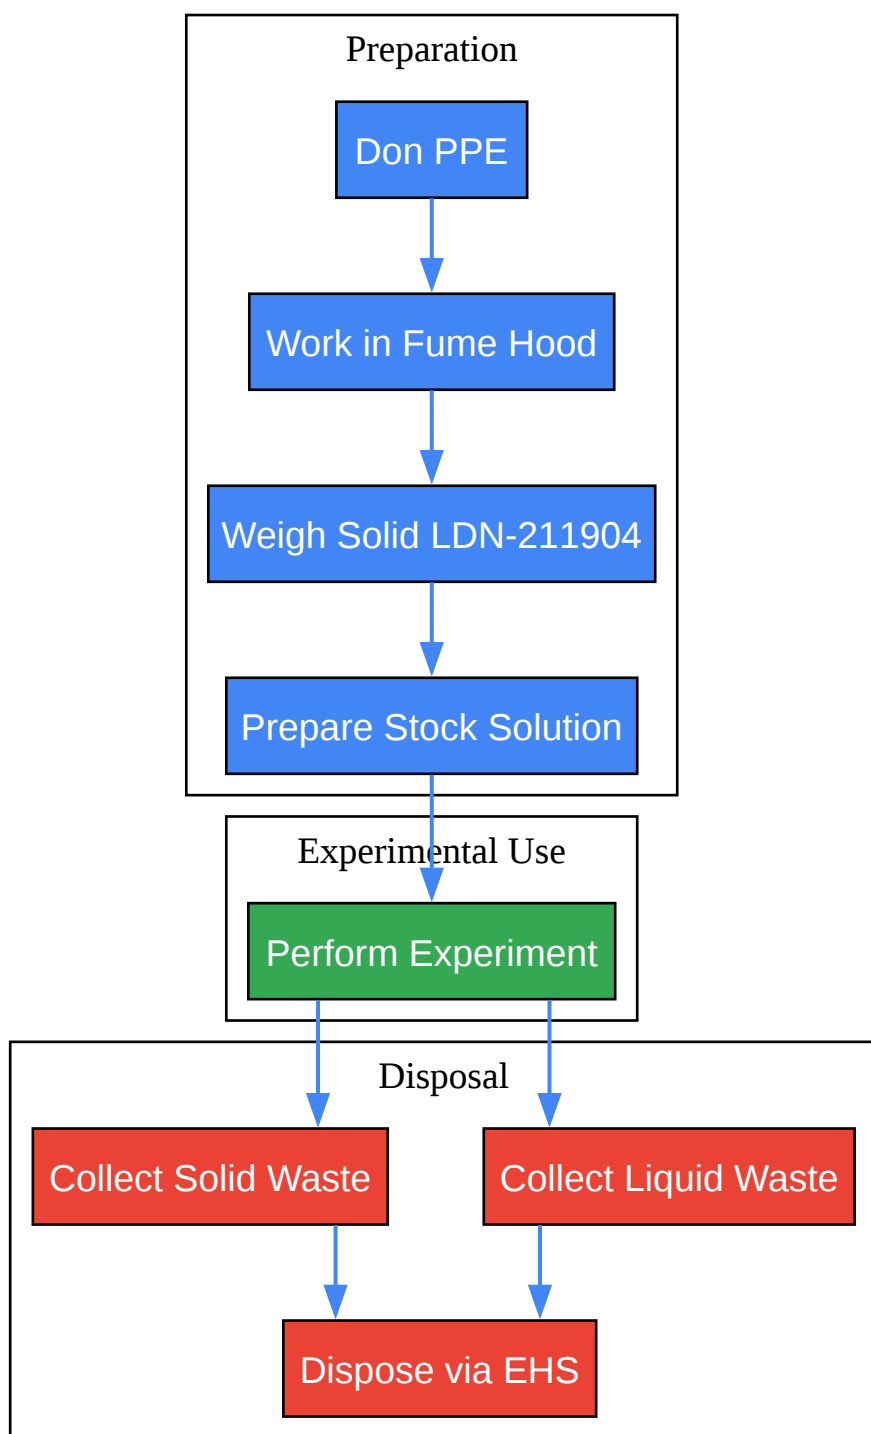 Preparation
Don PPE
Work in Fume Hood
Weigh Solid LDN-211904
Prepare Stock Solution
Experimental Use
Perform Experiment
Disposal
Collect Solid Waste
Collect Liquid Waste
Dispose via EHS